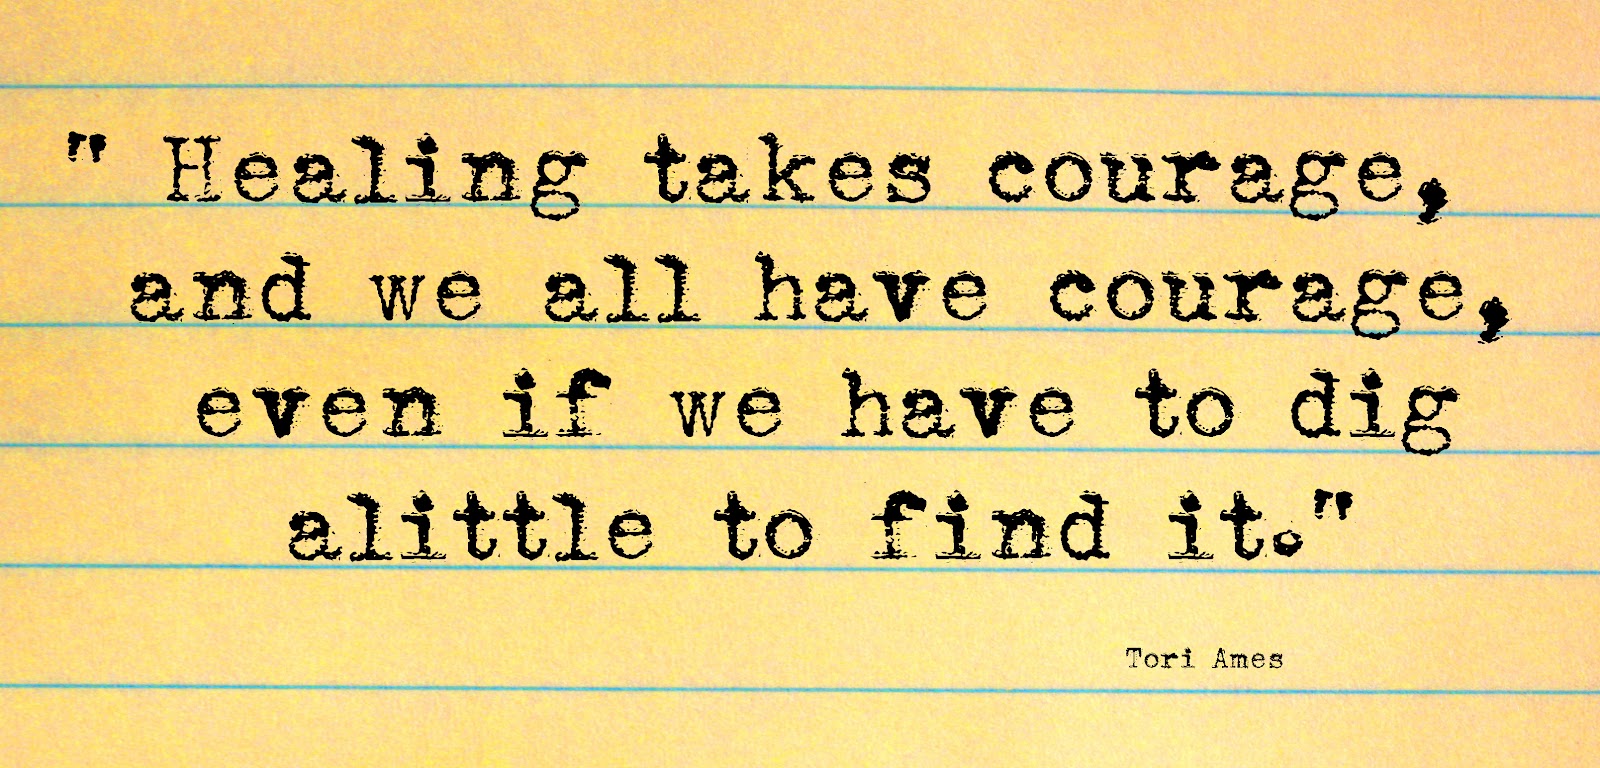 " Healing takes courage,
and we all have courage,
even if we have to dig
alittle to find it."
Tori Ames